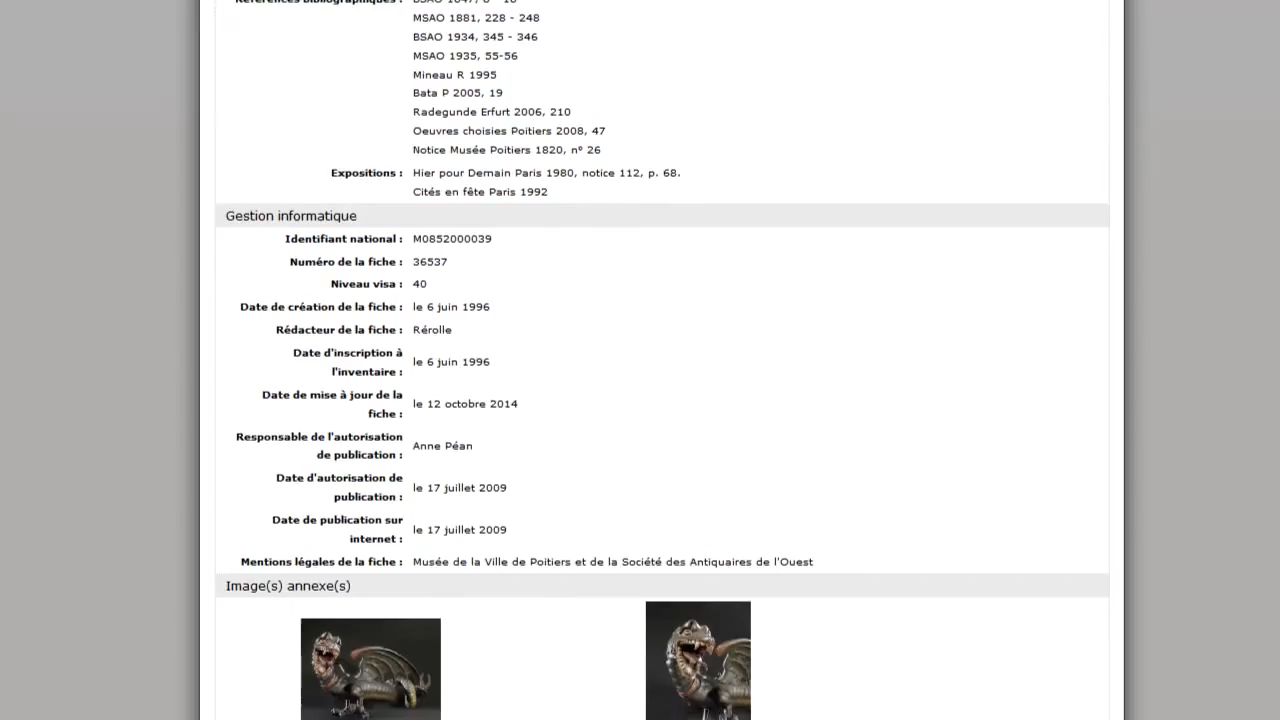 Références bibliographiques : BSAO 1847, 8 - 10
MSAO 1881, 228 - 248
BSAO 1934, 345 - 346
MSAO 1935, 55-56
Mineau R 1995
Bata P 2005, 19
Radegunde Erfurt 2006, 210
Oeuvres choisies Poitiers 2008, 47
Notice Musée Poitiers 1820, nº 26
Expositions : Hier pour Demain Paris 1980, notice 112, p. 68.
Cités en fête Paris 1992
Gestion informatique
Identifiant national : M0852000039
Numéro de la fiche : 36537
Niveau visa : 40
Date de création de la fiche : le 6 juin 1996
Rédacteur de la fiche : Rérolle
Date d'inscription à
l'inventaire : le 6 juin 1996
Date de mise à jour de la
fiche : le 12 octobre 2014
Responsable de l'autorisation
de publication : Anne Péan
Date d'autorisation de
publication : le 17 juillet 2009
Date de publication sur
internet : le 17 juillet 2009
Mentions légales de la fiche : Musée de la Ville de Poitiers et de la Société des Antiquaires de l'Ouest
Image(s) annexe(s)